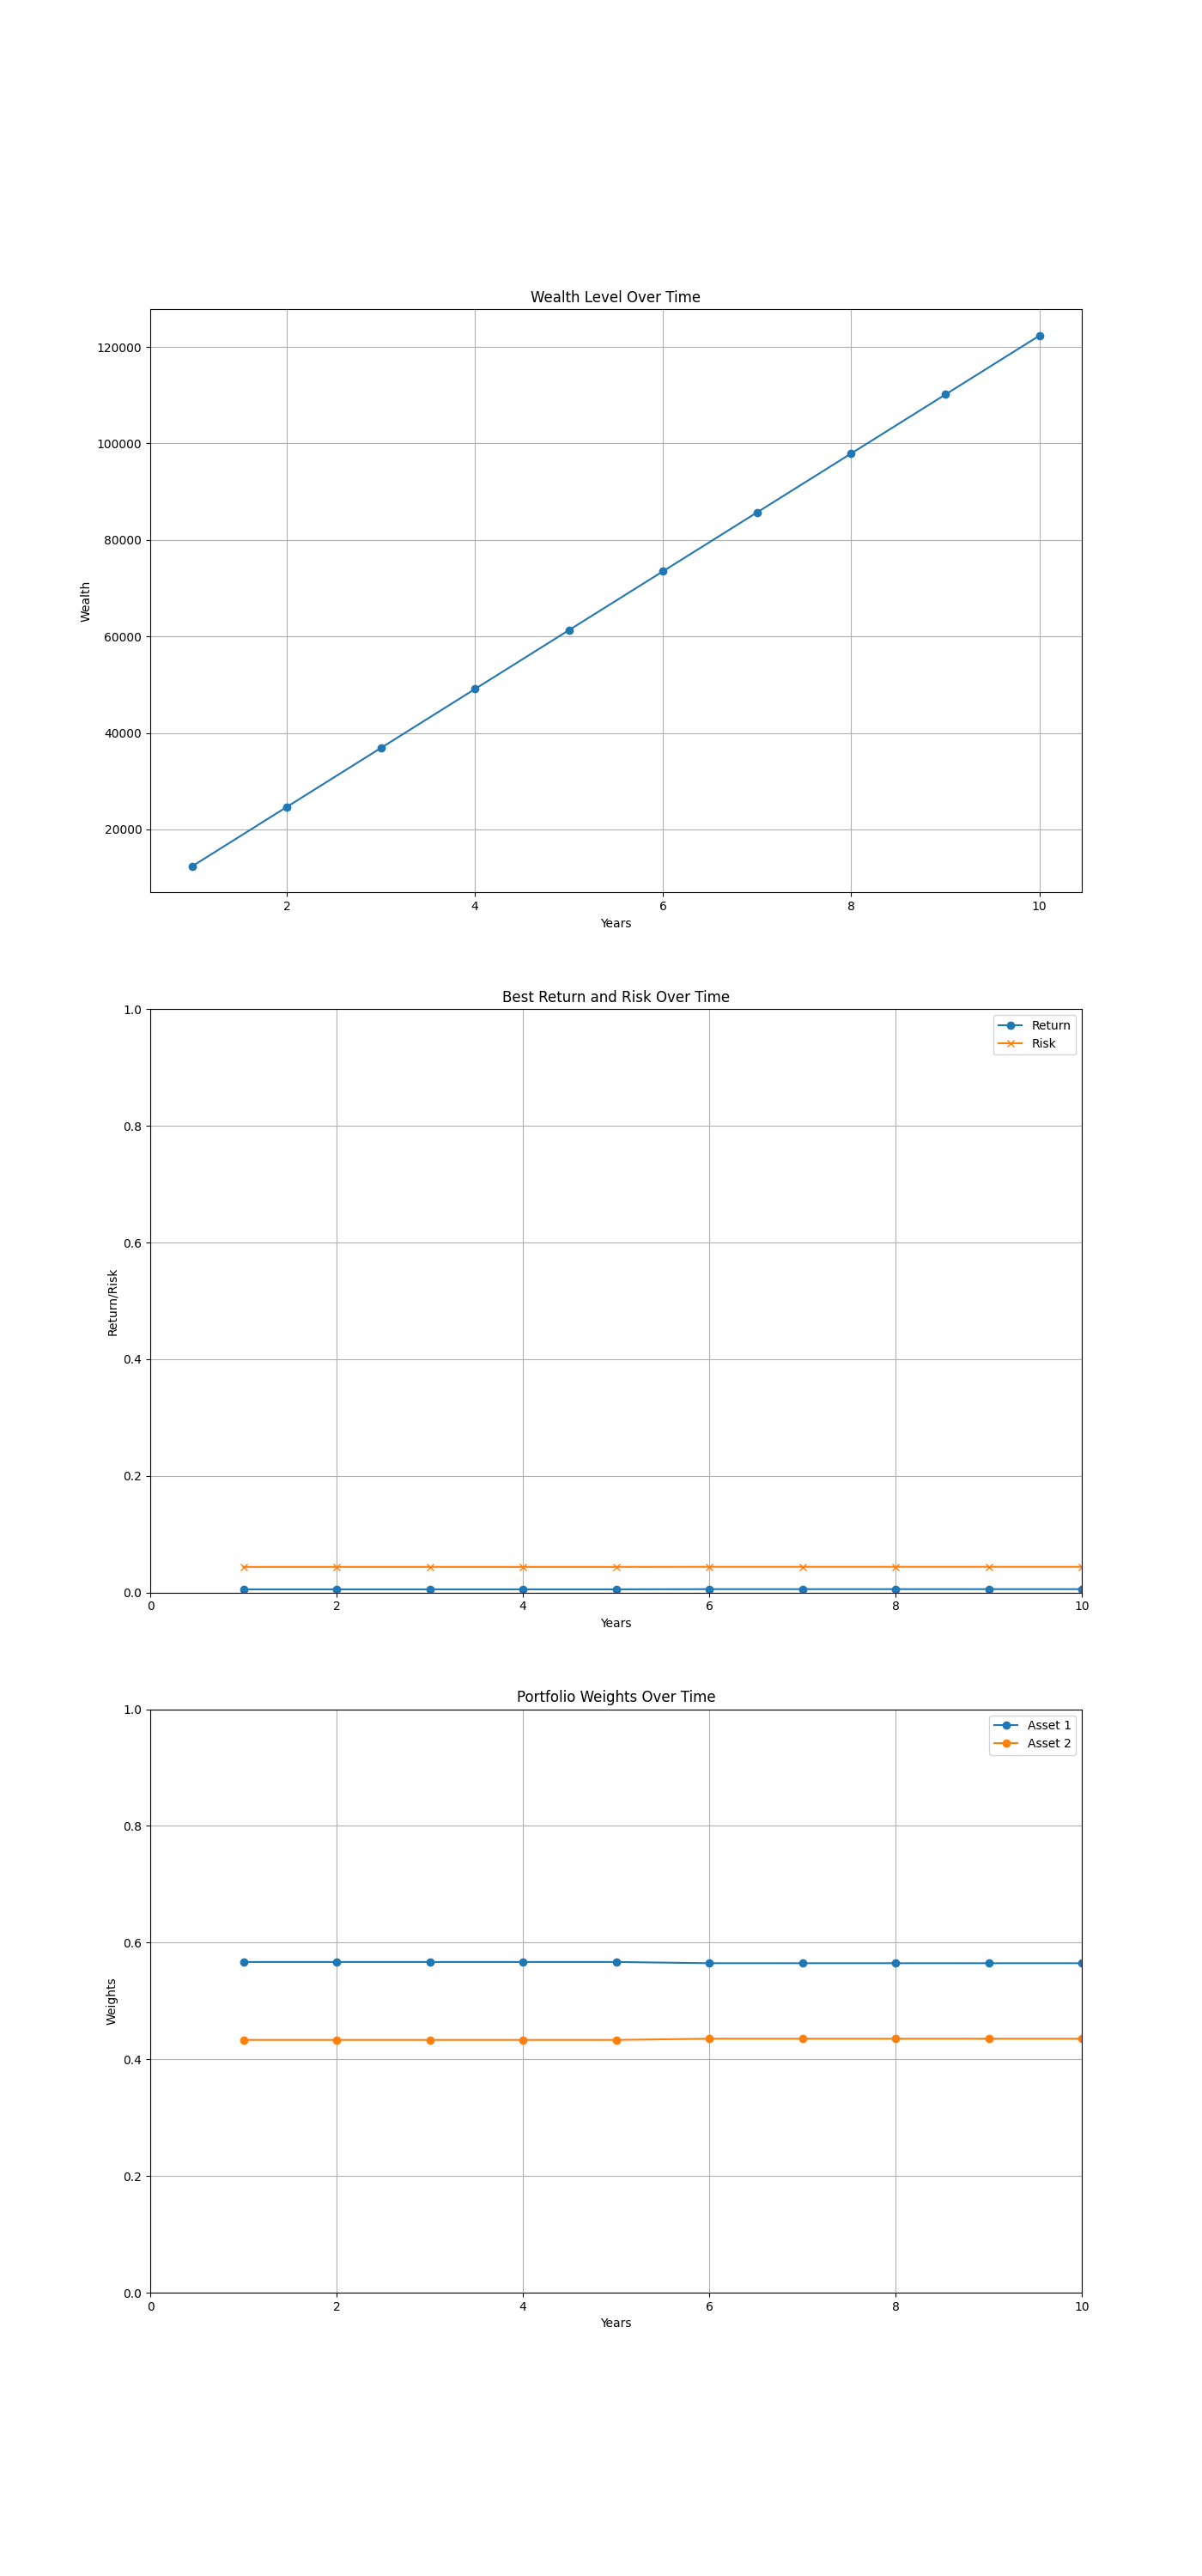 Wealth Level Over Time
120000
100000
80000
60000
40000
20000
Wealth
2 4 6 8 10
Years
Best Return and Risk Over Time
1.0
0.8
0.6
0.4
0.2
0.0
Return/Risk
Return
Risk
0 2 4 6 8 10
Years
Portfolio Weights Over Time
1.0
0.8
0.6
0.4
0.2
0.0
Weights
Asset 1
Asset 2
0 2 4 6 8 10
Years